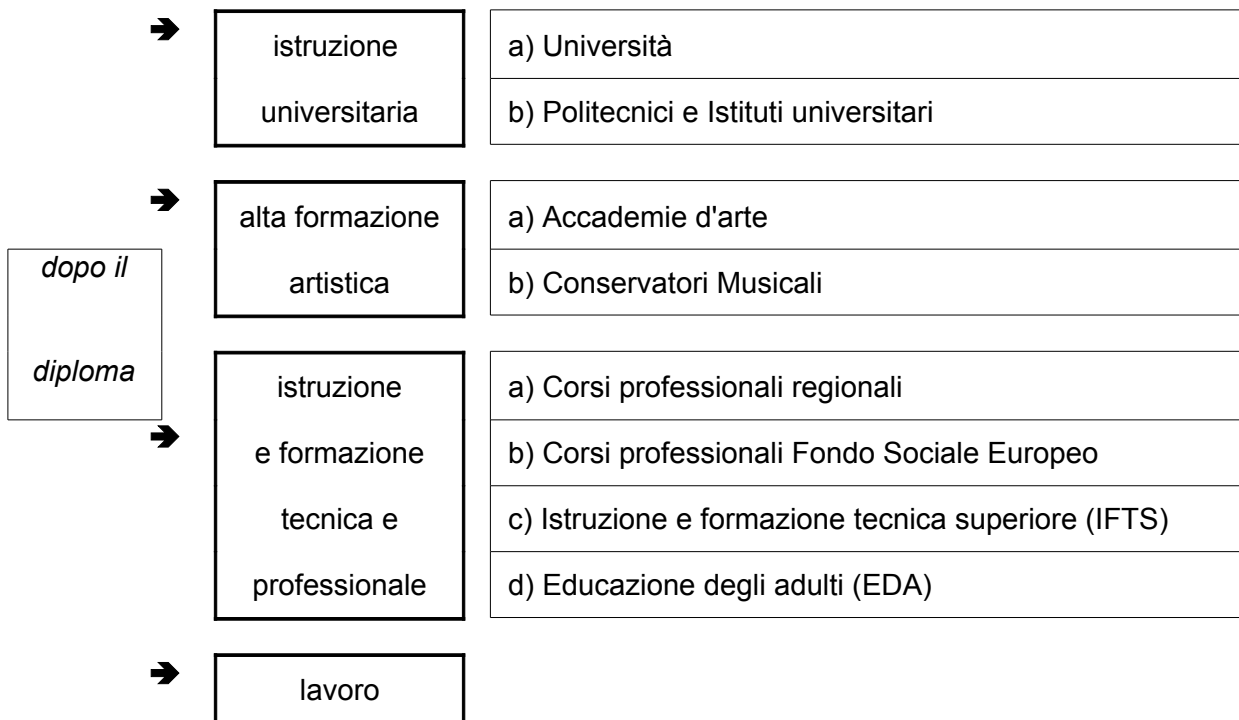 dopo il
diploma
istruzione
universitaria
a) Università
b) Politecnici e Istituti universitari
alta formazione
artistica
a) Accademie d'arte
b) Conservatori Musicali
istruzione
e formazione
tecnica e
professionale
a) Corsi professionali regionali
b) Corsi professionali Fondo Sociale Europeo
c) Istruzione e formazione tecnica superiore (IFTS)
d) Educazione degli adulti (EDA)
lavoro